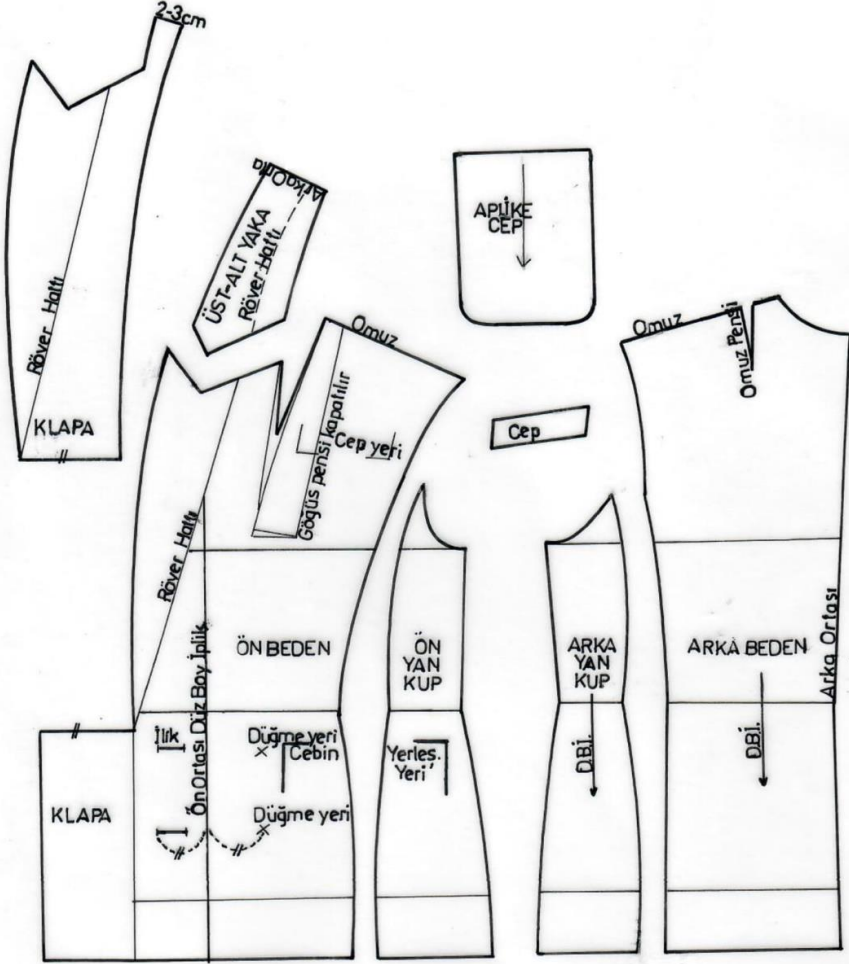 2-3cm
Röver Hattı
KLAPA
Arka Orta
ÜST-ALT YAKA
Röver Hattı
APLİKE
CEP
Omuz
Göğüs pensi kapatılır
Cep yeri
Cep
Omuz
Omuz Pensi
Röver Hattı
Ön Ortası Düz Boy İplik
ÖN BEDEN
ÖN
YAN
KUP
ARKA
YAN
KUP
ARKA BEDEN
Arka Ortası
KLAPA
İlik
Düğme yeri
Cebin
Düğme yeri
Yerleş.
Yeri
D.B.İ.
D.B.İ.